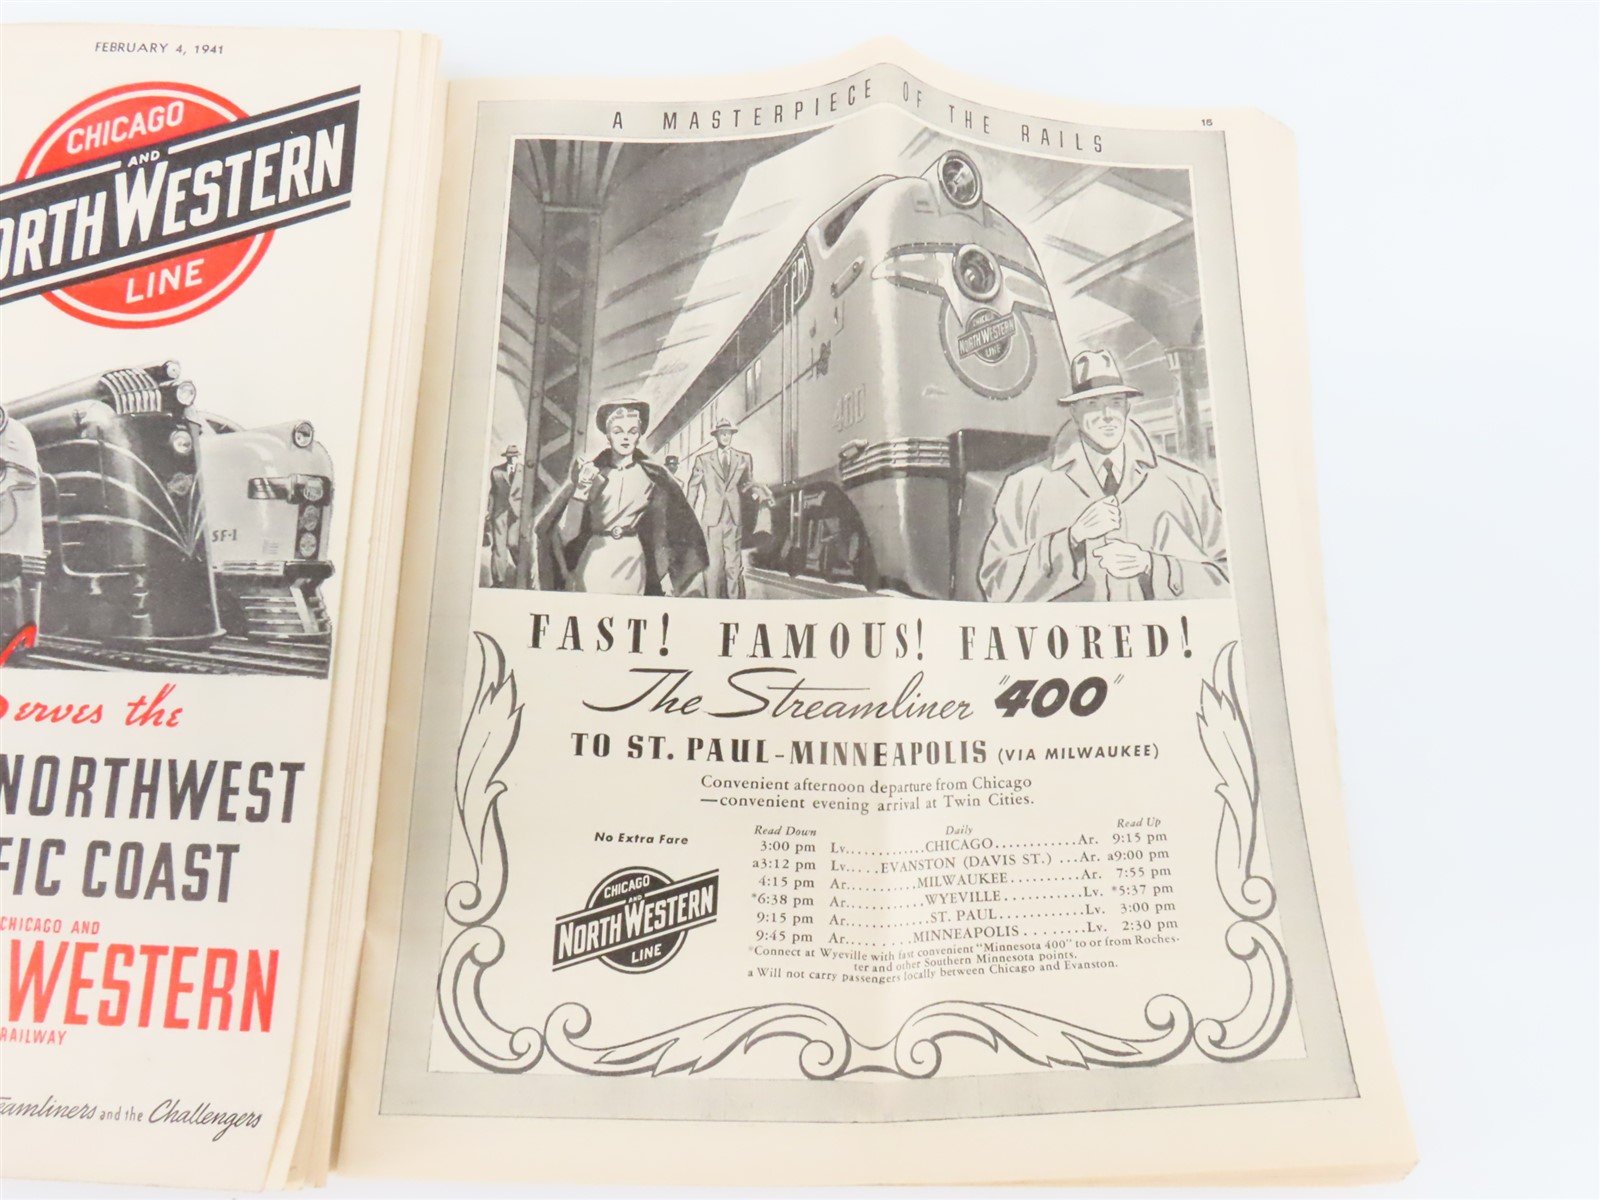 FEBRUARY 4, 1941
CHICAGO
AND
NORTH WESTERN
LINE
SF-1
Serves the
NORTHWEST
COAST
CHICAGO AND
WESTERN
RAILWAY
and the Challengers
15
A MASTERPIECE OF THE RAILS
CHICAGO
NORTH WESTERN
LINE
400
FAST! FAMOUS! FAVORED!
The Streamliner "400"
TO ST. PAUL-MINNEAPOLIS (VIA MILWAUKEE)
Convenient afternoon departure from Chicago
—convenient evening arrival at Twin Cities.
No Extra Fare
CHICAGO
AND
NORTH WESTERN
LINE
Read Down Daily Read Up
3:00 pm Lv............CHICAGO............Ar. 9:15 pm
a3:12 pm Lv.....EVANSTON (DAVIS ST.) ...Ar. a9:00 pm
4:15 pm Ar..........MILWAUKEE..........Ar. 7:55 pm
*6:38 pm Ar...........WYEVILLE...........Lv. *5:37 pm
9:15 pm Ar............ST. PAUL............Lv. 3:00 pm
9:45 pm Ar.........MINNEAPOLIS........Lv. 2:30 pm
*Connect at Wyeville with fast convenient "Minnesota 400" to or from Roches-
ter and other Southern Minnesota points.
a Will not carry passengers locally between Chicago and Evanston.